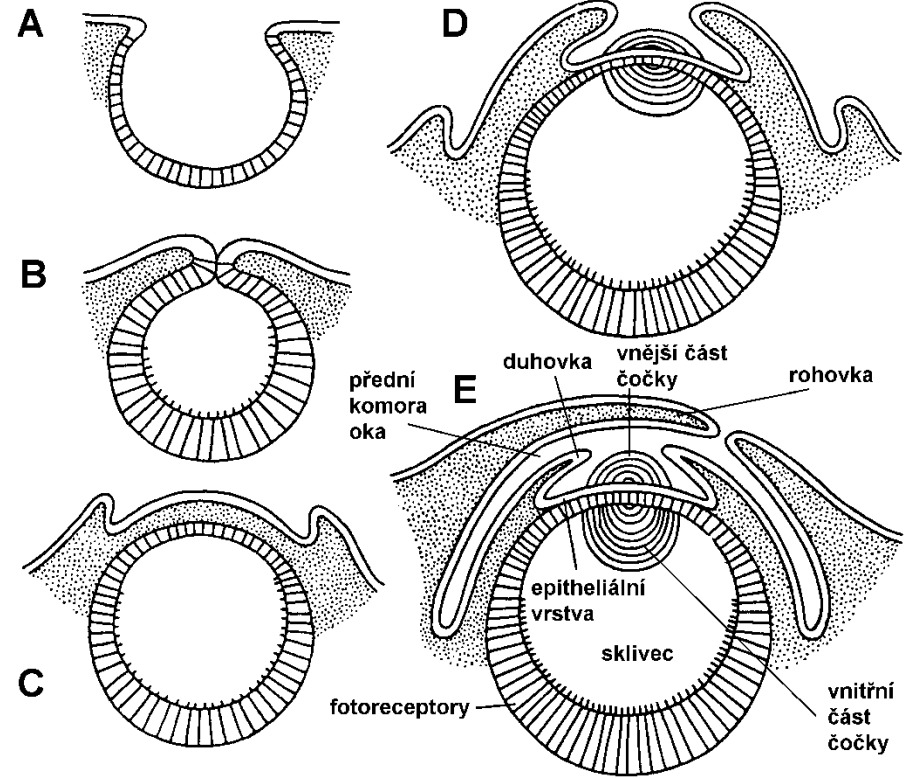 A
D
B
duhovka
vnější část
čočky
rohovka
přední
komora
oka
E
epitheliální
vrstva
sklivec
C
fotoreceptory
vnitřní
část
čočky